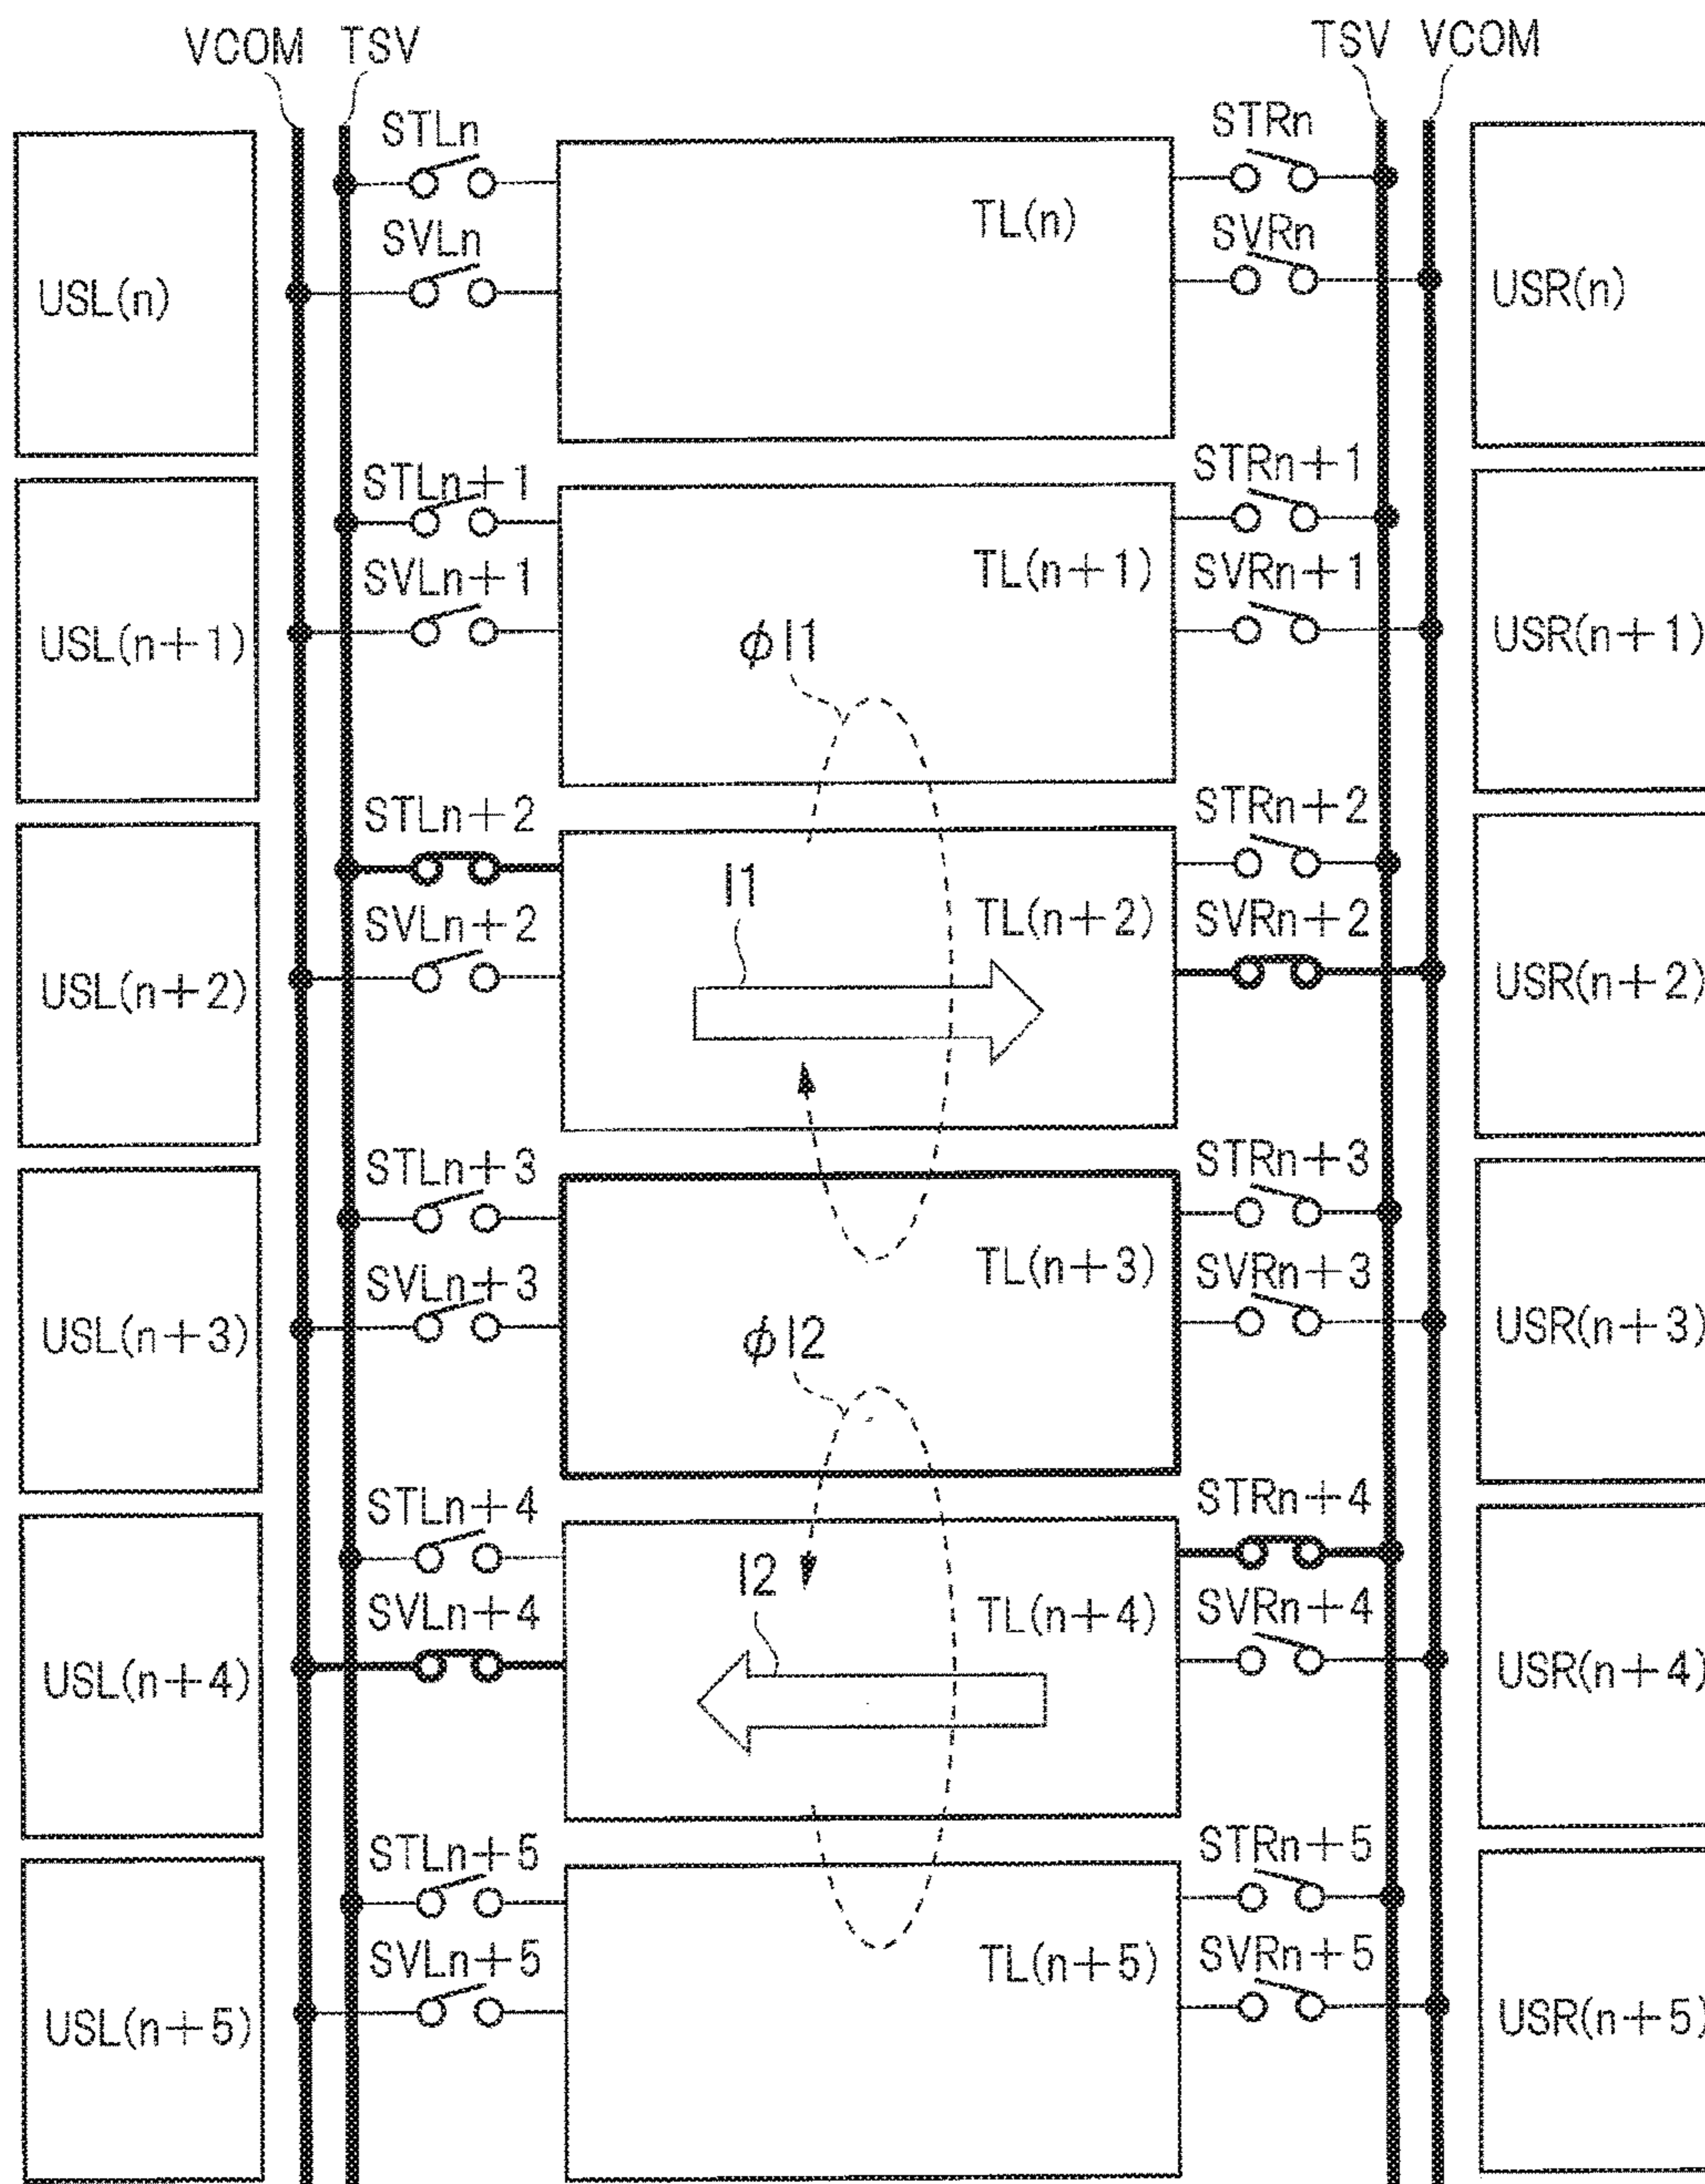 VCOM TSV TSV VCOM
STLn STRn
SVLn TL(n) SVRn
USL(n) USR(n)
STLn+1 STRn+1
SVLn+1 TL(n+1) SVRn+1
USL(n+1) φI1 USR(n+1)
STLn+2 STRn+2
I1
SVLn+2 TL(n+2) SVRn+2
USL(n+2) USR(n+2)
STLn+3 STRn+3
SVLn+3 TL(n+3) SVRn+3
USL(n+3) φI2 USR(n+3)
STLn+4 STRn+4
I2
SVLn+4 TL(n+4) SVRn+4
USL(n+4) USR(n+4)
STLn+5 STRn+5
SVLn+5 TL(n+5) SVRn+5
USL(n+5) USR(n+5)